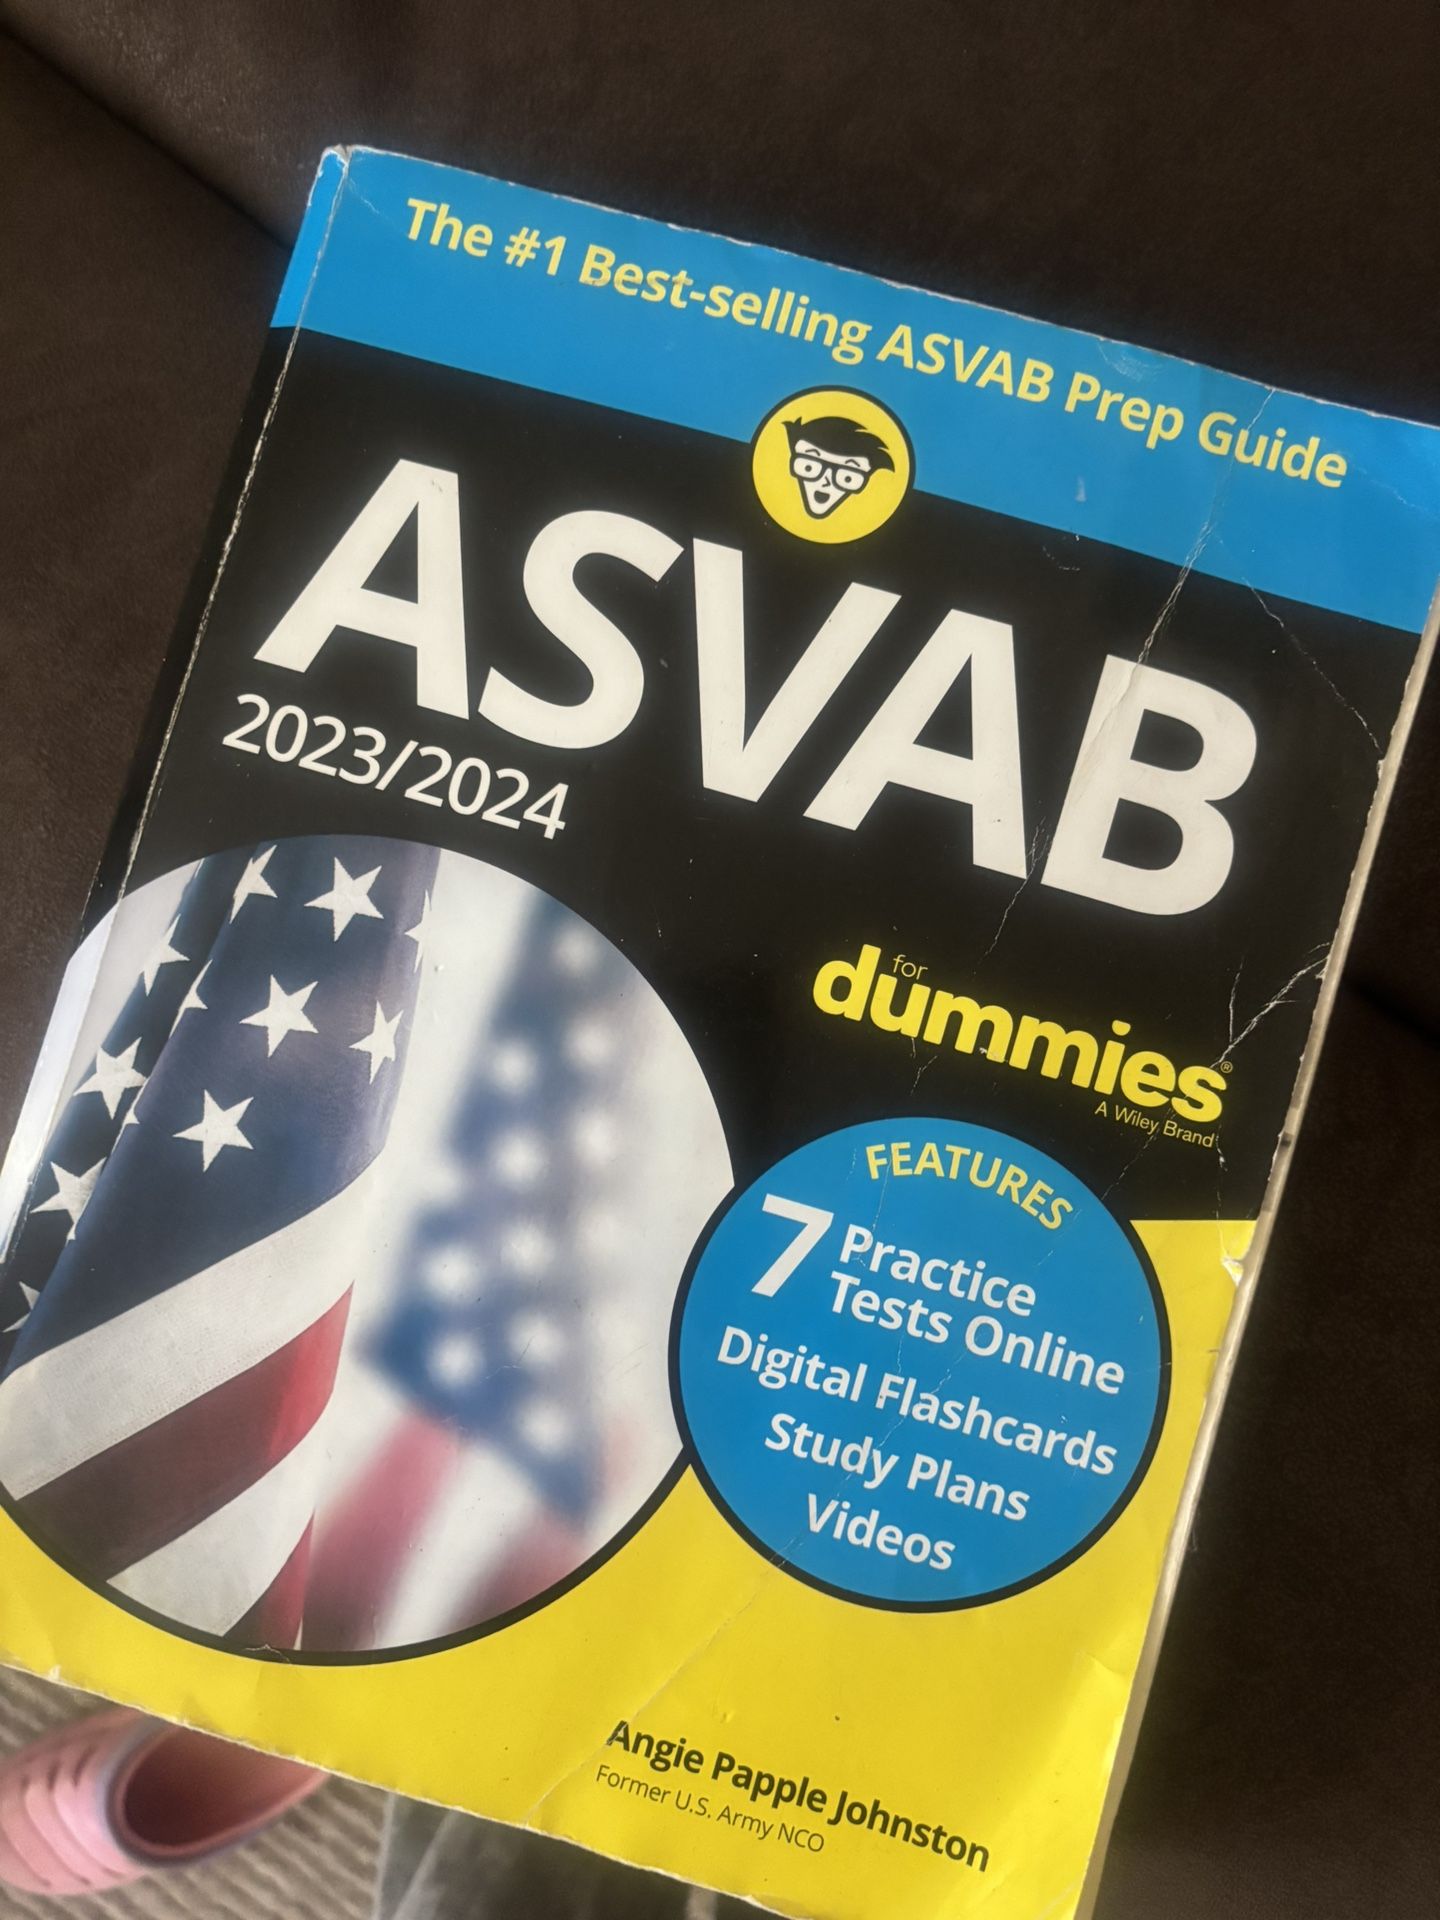 The #1 Best-selling ASVAB Prep Guide
ASVAB
2023/2024
for
dummies®
A Wiley Brand
FEATURES
7 Practice
Tests Online
Digital Flashcards
Study Plans
Videos
Angie Papple Johnston
Former U.S. Army NCO